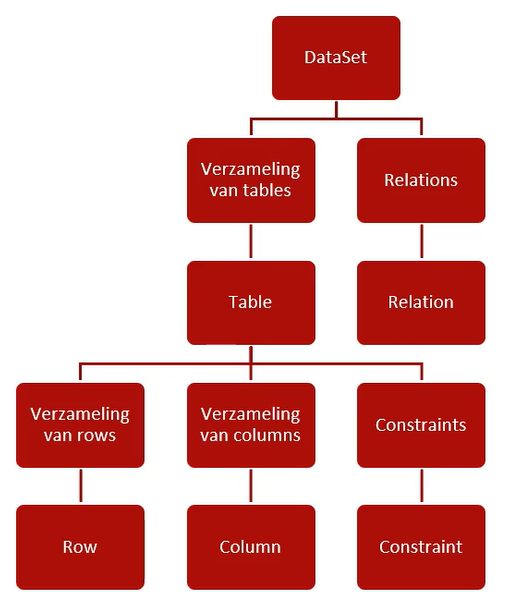 DataSet
Verzameling
van tables
Relations
Table
Relation
Verzameling
van rows
Verzameling
van columns
Constraints
Row
Column
Constraint